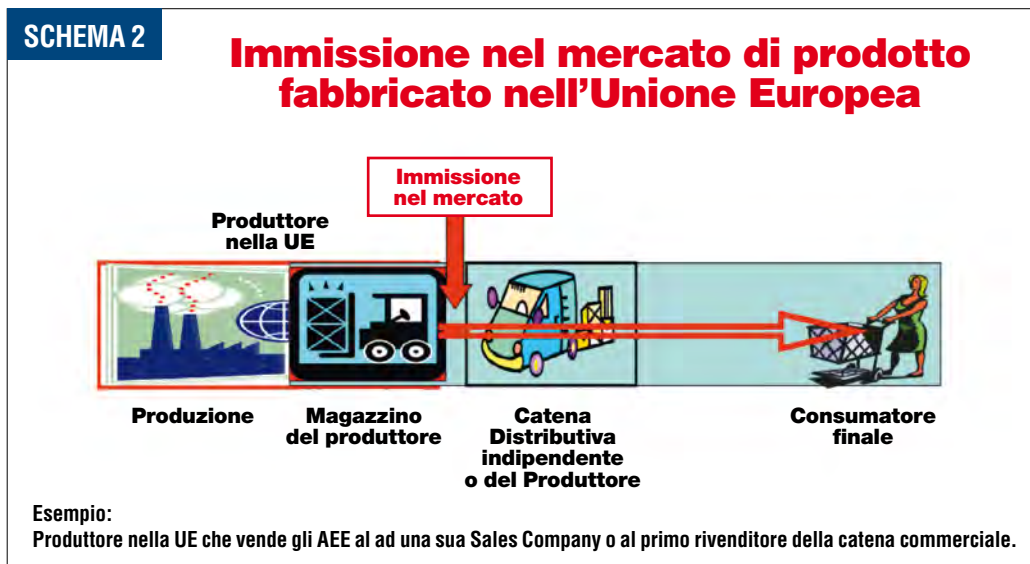 SCHEMA 2
Immissione nel mercato di prodotto
fabbricato nell'Unione Europea
Immissione
nel mercato
Produttore
nella UE
Produzione
Magazzino
del produttore
Catena
Distributiva
indipendente
o del Produttore
Consumatore
finale
Esempio:
Produttore nella UE che vende gli AEE al ad una sua Sales Company o al primo rivenditore della catena commerciale.